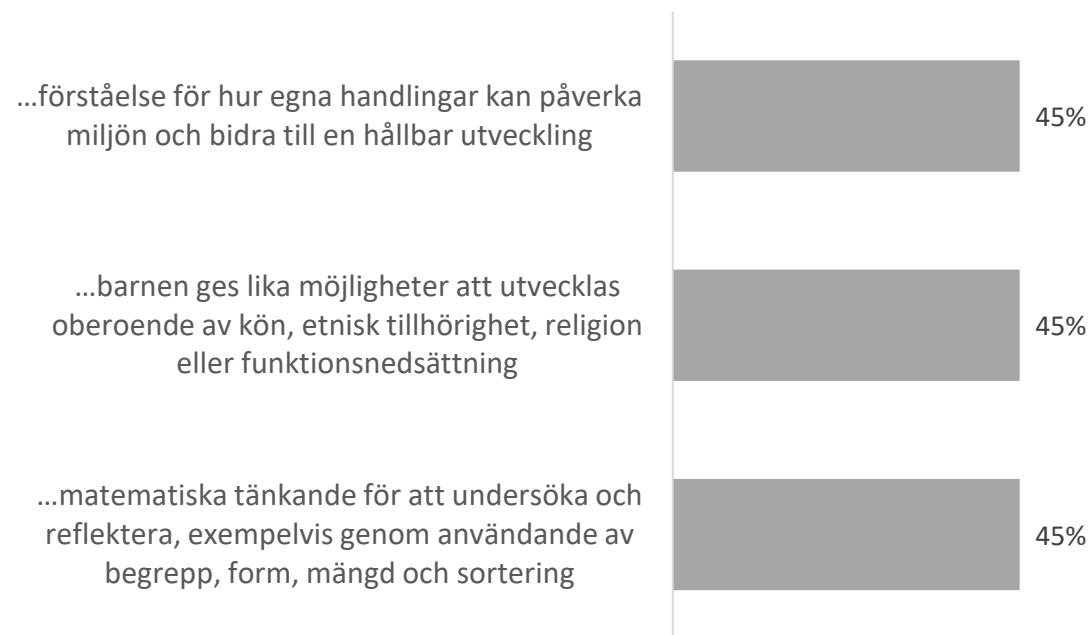 ...förståelse för hur egna handlingar kan påverka
miljön och bidra till en hållbar utveckling
45%
...barnen ges lika möjligheter att utvecklas
oberoende av kön, etnisk tillhörighet, religion
eller funktionsnedsättning
45%
...matematiska tänkande för att undersöka och
reflektera, exempelvis genom användande av
begrepp, form, mängd och sortering
45%